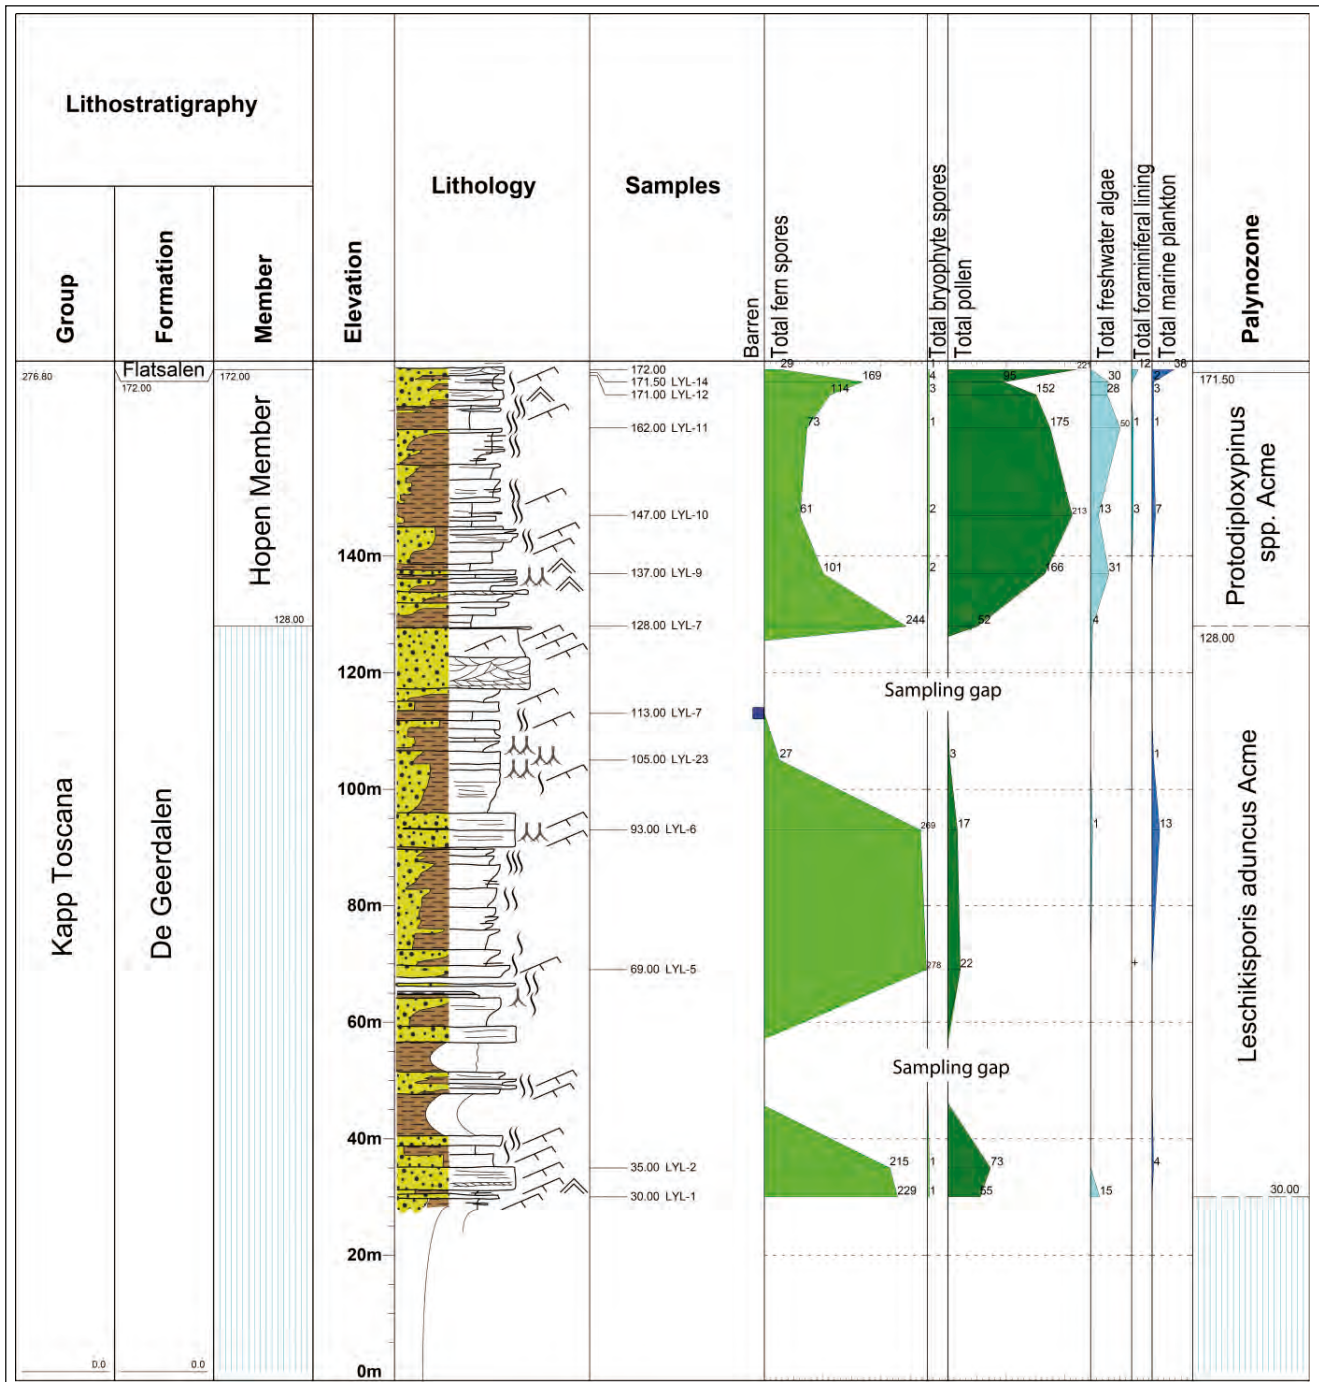 Lithostratigraphy
Group
Formation
Member
Elevation
Lithology
Samples
Barren
Total fern spores
Total bryophyte spores
Total pollen
Total freshwater algae
Total foraminiferal lining
Total marine plankton
Palynozone
276.80
Flatsalen
172.00
172.00
Hopen Member
128.00
Kapp Toscana
De Geerdalen
0.0
0.0
140m
120m
100m
80m
60m
40m
20m
0m
172.00
171.50 LYL-14
171.00 LYL-12
162.00 LYL-11
147.00 LYL-10
137.00 LYL-9
128.00 LYL-7
113.00 LYL-7
105.00 LYL-23
93.00 LYL-6
69.00 LYL-5
35.00 LYL-2
30.00 LYL-1
29 1 12 38
169 4 95 30 2
114 3 152 28 3
73 1 175 50 1 1
61 2 213 13 3 7
101 2 166 31
244 52 4
Sampling gap
27 3 1
269 17 1 13
278 22 +
Sampling gap
215 1 73 4
229 1 55 15
171.50
Protodiploxypinus
spp. Acme
128.00
Leschikisporis aduncus Acme
30.00